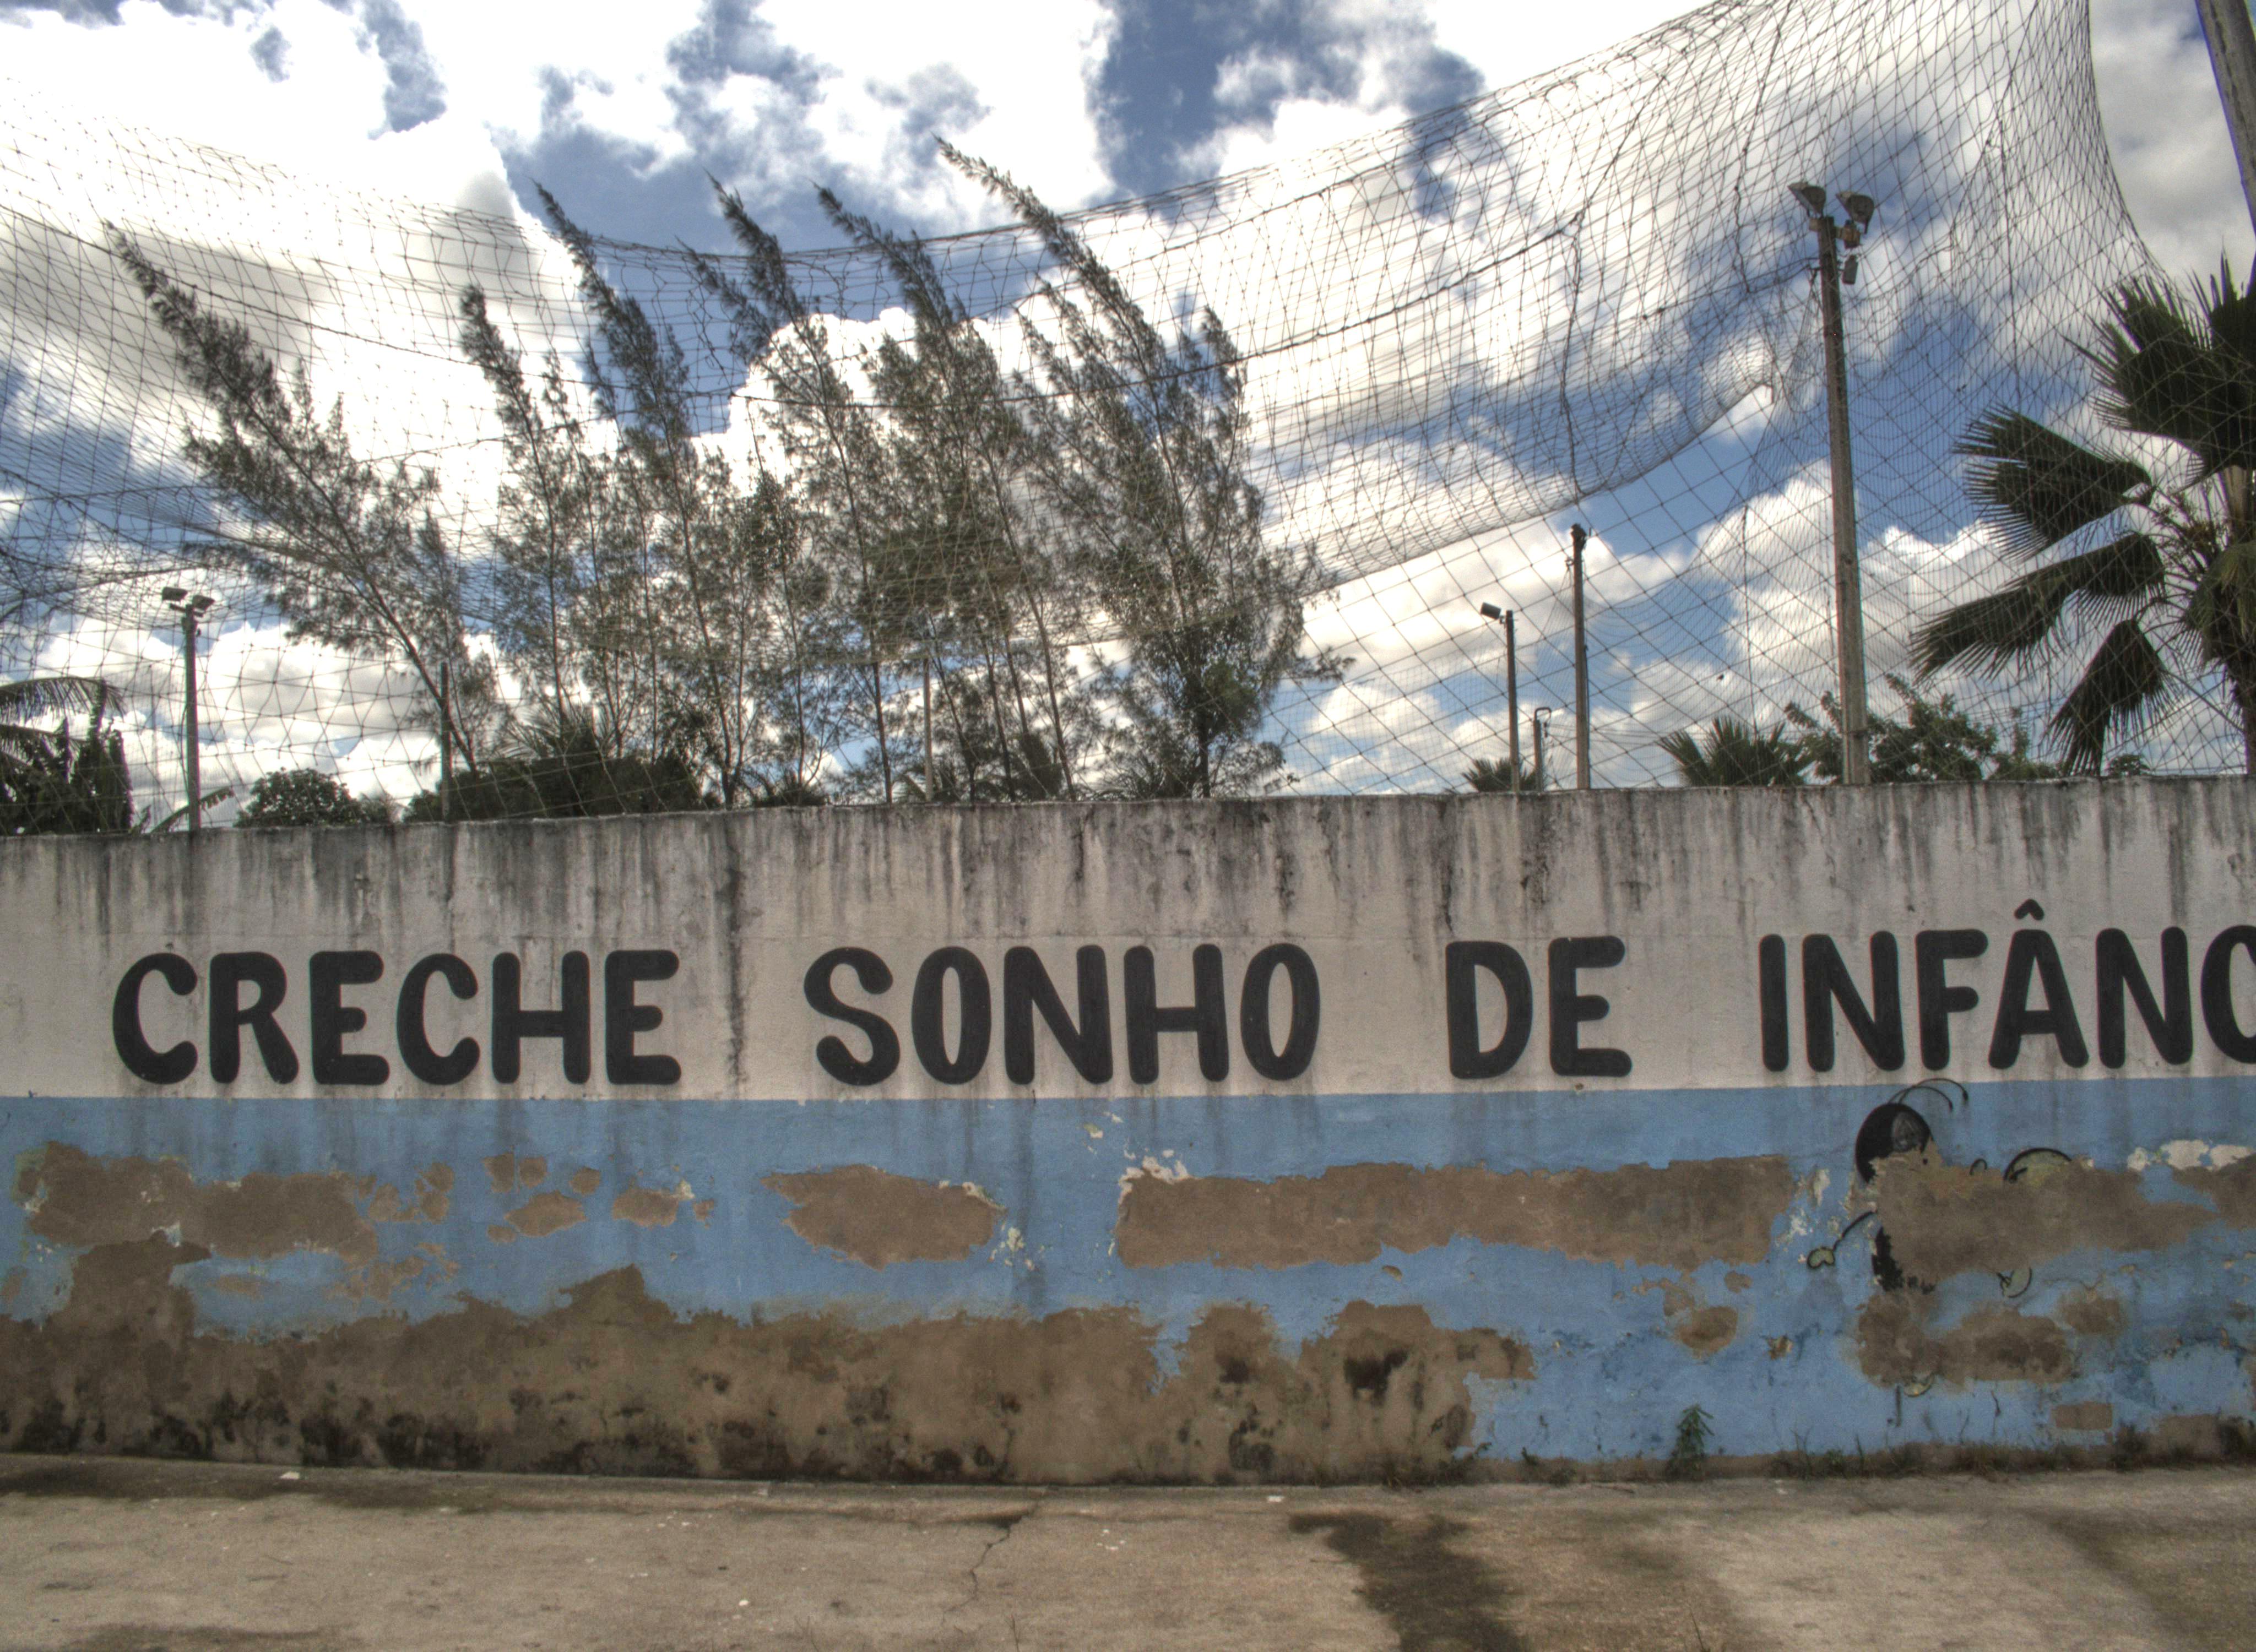 CRECHE SONHO DE INFÂNC